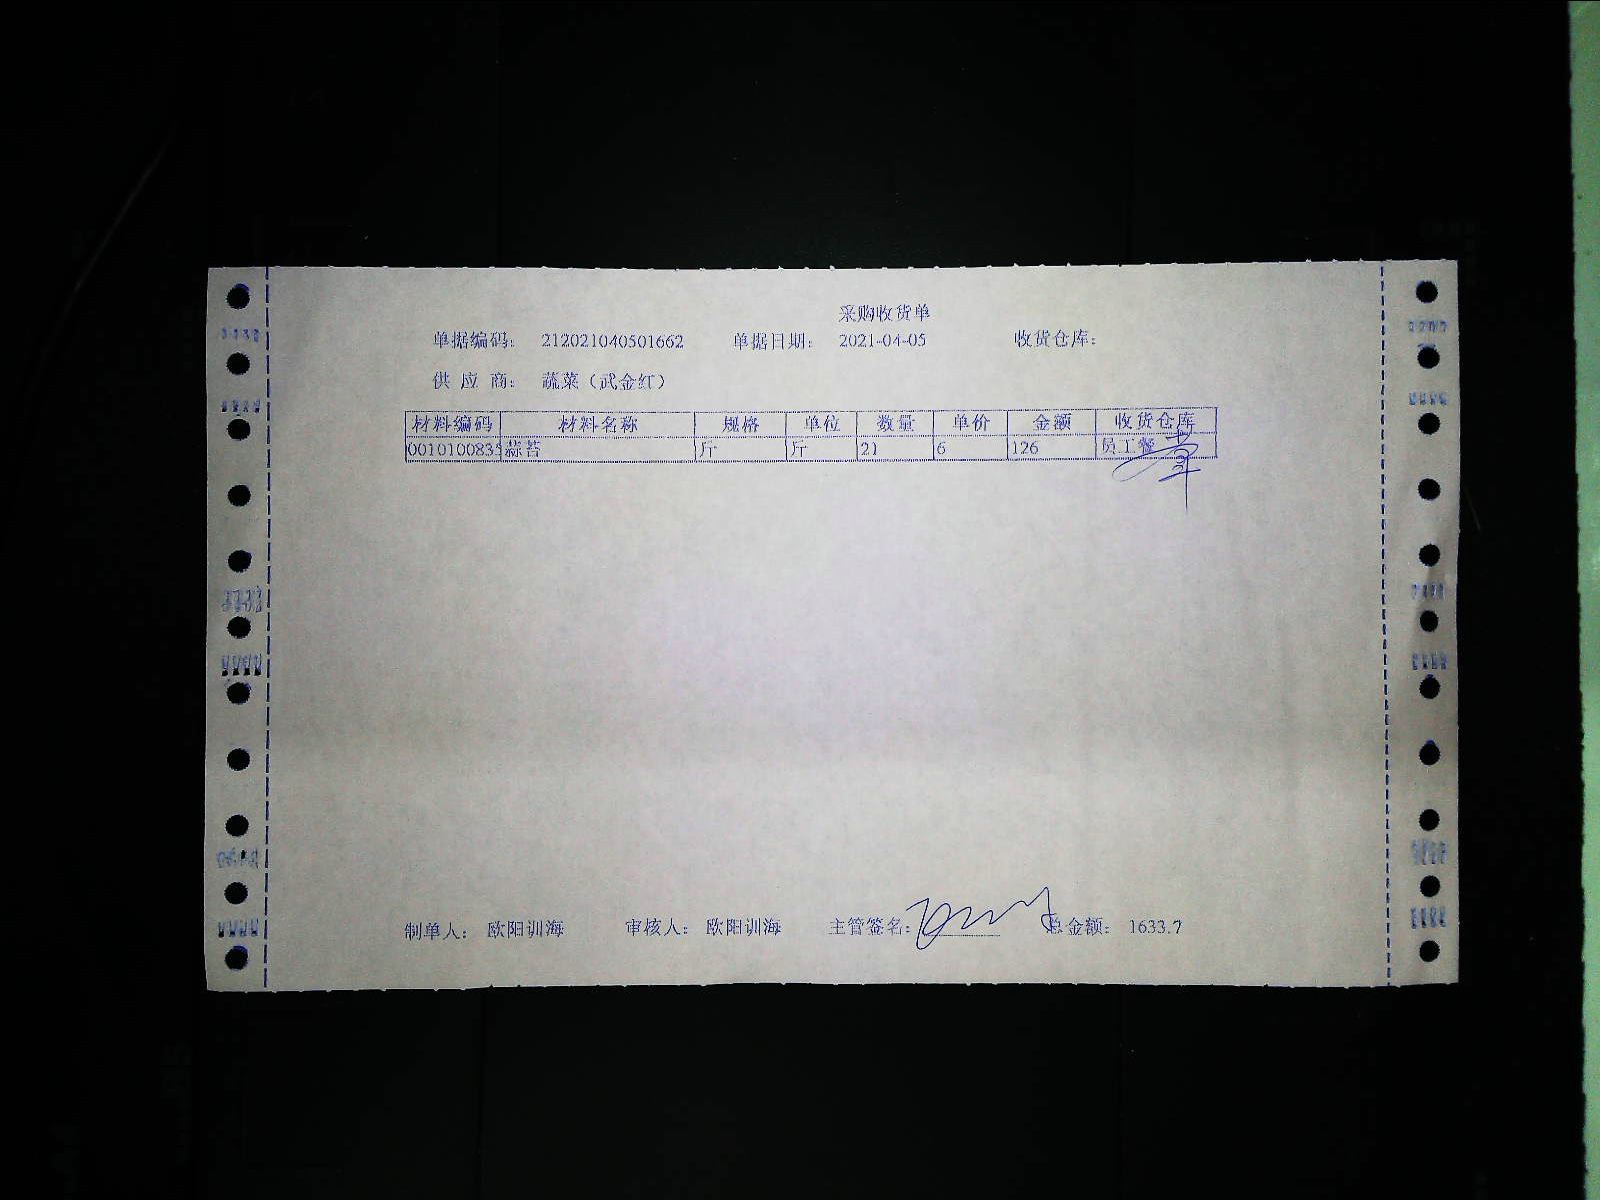 采购收货单
单据编码： 212021040501662 单据日期： 2021-04-05 收货仓库：
供 应 商： 蔬菜（武金红）
材料编码 材料名称 规格 单位 数量 单价 金额 收货仓库
0010100835 蒜苔 斤 斤 21 6 126 员工餐
制单人： 欧阳训海 审核人： 欧阳训海 主管签名： 总金额： 1633.7